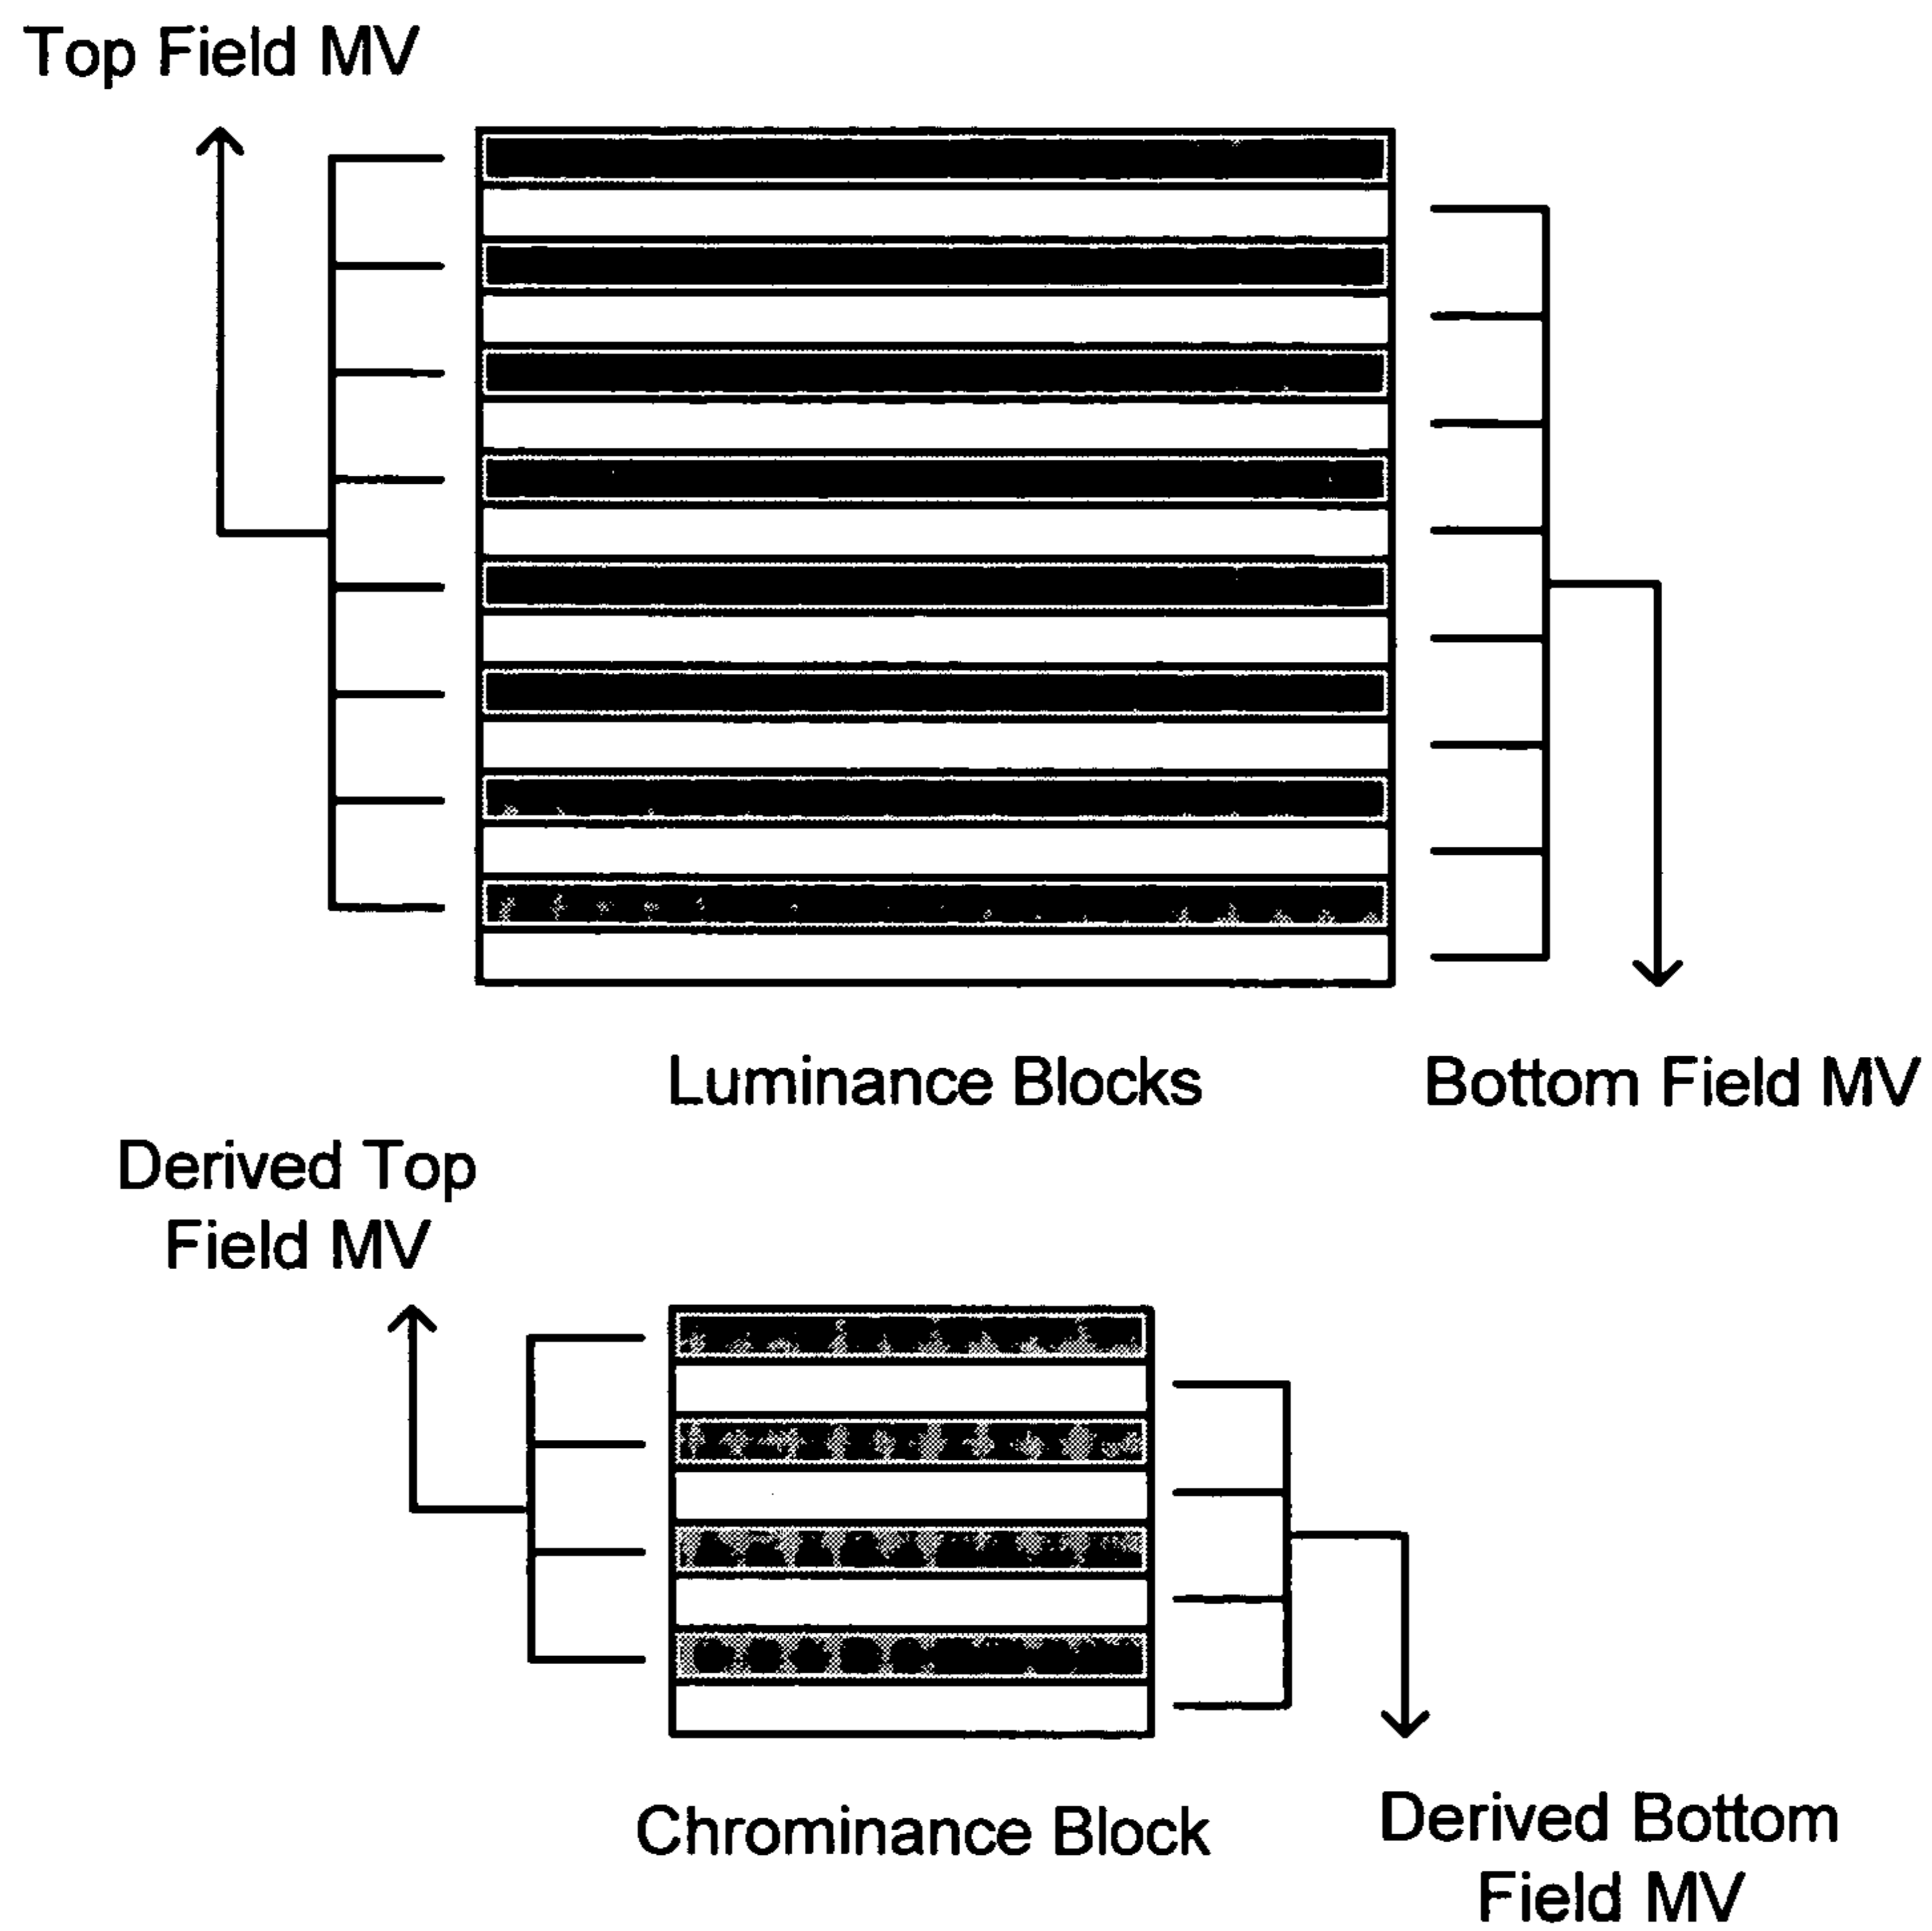 Top Field MV
Luminance Blocks
Bottom Field MV
Derived Top
Field MV
Chrominance Block
Derived Bottom
Field MV